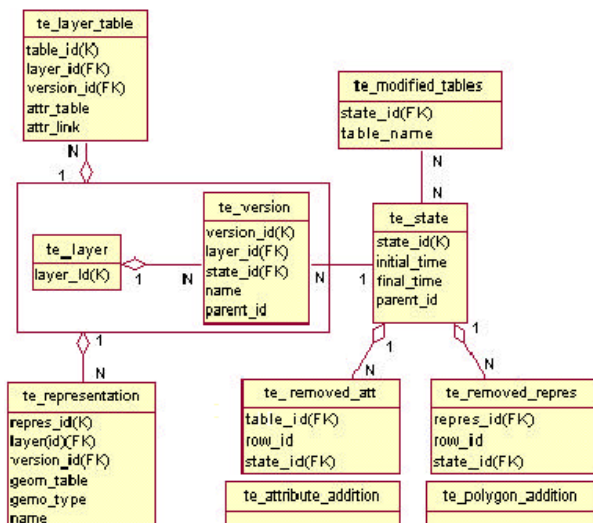 te_layer_table
table_id(K)
layer_id(FK)
version_id(FK)
attr_table
attr_link
te_modified_tables
state_id(FK)
table_name
N
1
N
N
te_version
version_id(K)
layer_id(FK)
state_id(FK)
name
parent_id
te_layer
layer_Id(K)
1
N
N
1
te_state
state_id(K)
initial_time
final_time
parent_id
1
N
1
N
1
N
te_representation
repres_id(K)
layer(id)(FK)
version_id(FK)
geom_table
gemo_type
name
te_removed_att
table_id(FK)
row_id
state_id(FK)
te_removed_repres
repres_id(FK)
row_id
state_id(FK)
te_attribute_addition
te_polygon_addition